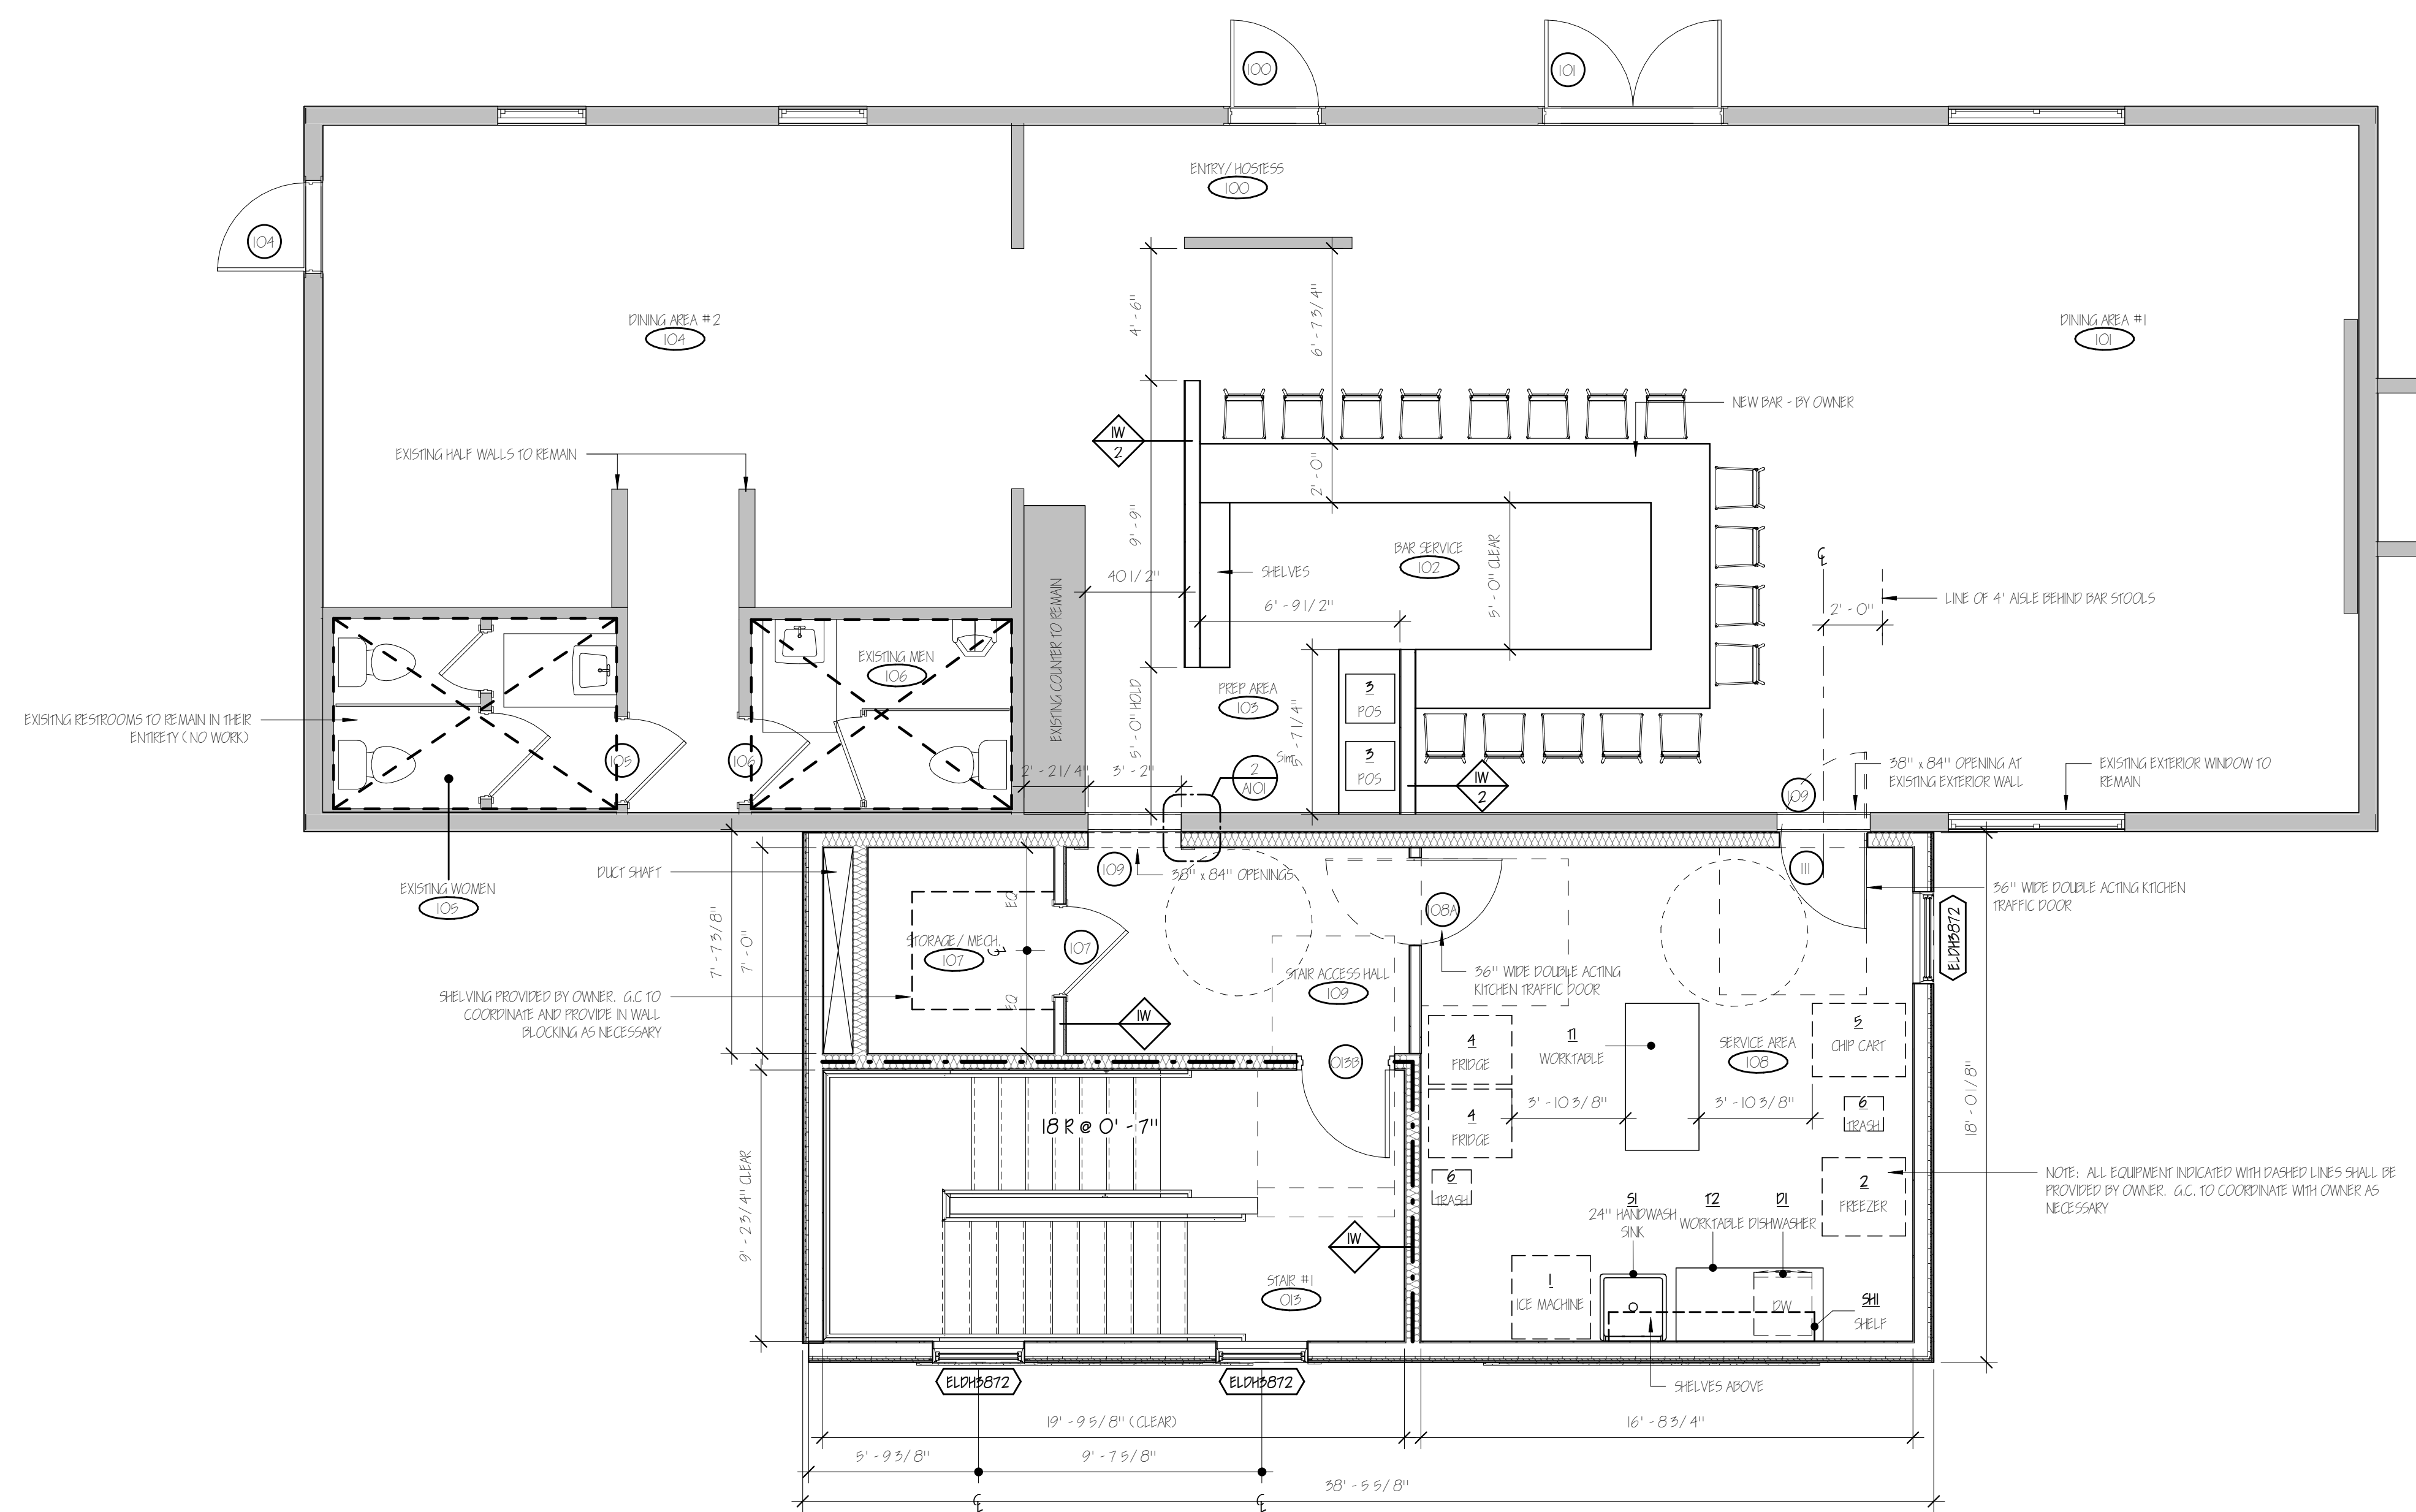 100
101
ENTRY/ HOSTESS
100
104
4' - 6"
6' - 7 3/4"
DINING AREA #2
104
DINING AREA #1
101
NEW BAR - BY OWNER
IW
2
EXISTING HALF WALLS TO REMAIN
2' - 0"
9' - 9"
BAR SERVICE
102
5' - 0" CLEAR
SHELVES
40 1/2"
6' - 9 1/2"
℄
LINE OF 4' AISLE BEHIND BAR STOOLS
2' - 0"
EXISTING COUNTER TO REMAIN
EXISTING MEN
106
PREP AREA
103
3
POS
3
POS
5' - 0" HOLD
5' - 7 1/4"
EXISITNG RESTROOMS TO REMAIN IN THEIR
ENTIRETY ( NO WORK)
105
106
2' - 2 1/4"
3' - 2"
Sim
2
A101
IW
2
109
38" x 84" OPENING AT
EXISTING EXTERIOR WALL
EXISTING EXTERIOR WINDOW TO
REMAIN
DUCT SHAFT
109
38" x 84" OPENINGS
111
EXISTING WOMEN
105
36" WIDE DOUBLE ACTING KTICHEN
TRAFFIC DOOR
EQ
108A
ELDH3872
7' - 7 3/8"
7' - 0"
STORAGE/ MECH.
107
℄
107
STAIR ACCESS HALL
109
36" WIDE DOUBLE ACTING
KITCHEN TRAFFIC DOOR
SHELVING PROVIDED BY OWNER. G.C TO
COORDINATE AND PROVIDE IN WALL
BLOCKING AS NECESSARY
EQ
IW
4
FRIDGE
T1
WORKTABLE
SERVICE AREA
108
5
CHIP CART
013B
18' - 0 1/8"
18 R @ 0' - 7"
4
FRIDGE
3' - 10 3/8"
3' - 10 3/8"
6
TRASH
9' - 2 3/4" CLEAR
6
TRASH
2
FREEZER
NOTE: ALL EQUIPMENT INDICATED WITH DASHED LINES SHALL BE
PROVIDED BY OWNER. G.C. TO COORDINATE WITH OWNER AS
NECESSARY
S1
24" HANDWASH
SINK
T2
WORKTABLE
D1
DISHWASHER
IW
STAIR #1
013
1
ICE MACHINE
DW
SH1
SHELF
ELDH3872
ELDH3872
SHELVES ABOVE
19' - 9 5/8" ( CLEAR)
16' - 8 3/4"
5' - 9 3/8"
9' - 7 5/8"
38' - 5 5/8"
℄
℄